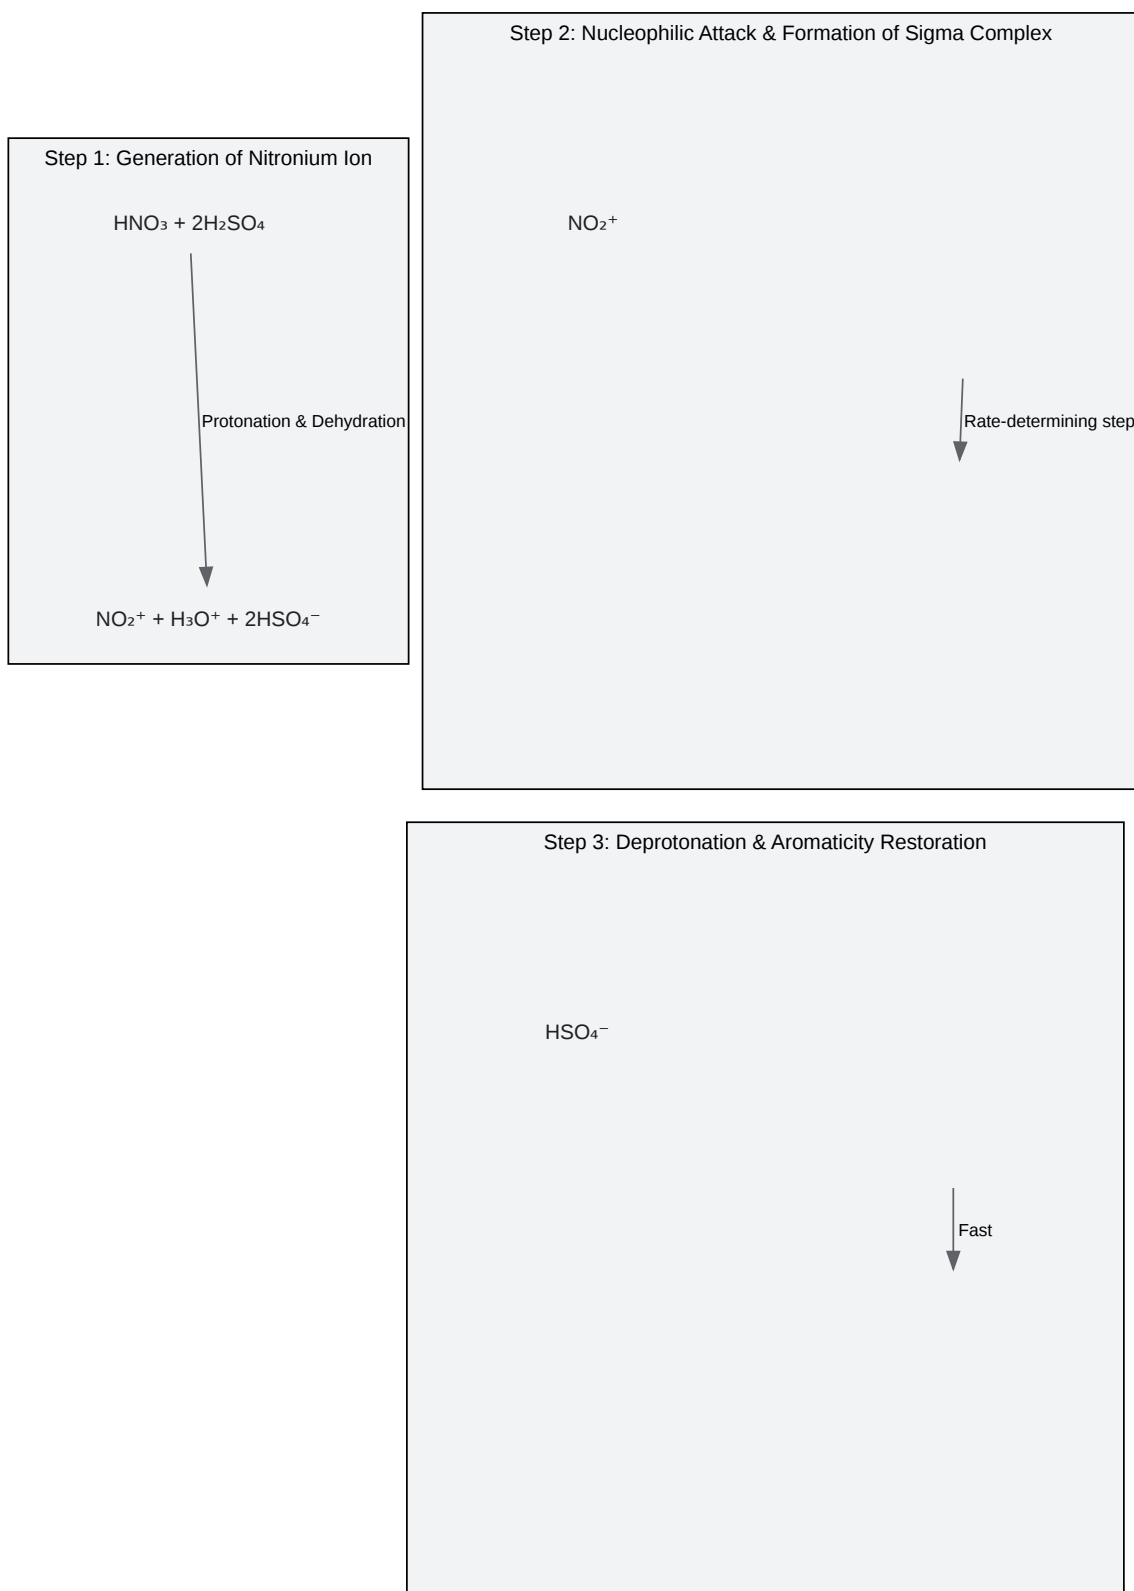 Step 1: Generation of Nitronium Ion
HNO₃ + 2H₂SO₄
Protonation & Dehydration
NO₂⁺ + H₃O⁺ + 2HSO₄⁻
Step 2: Nucleophilic Attack & Formation of Sigma Complex
NO₂⁺
Rate-determining step
Step 3: Deprotonation & Aromaticity Restoration
HSO₄⁻
Fast